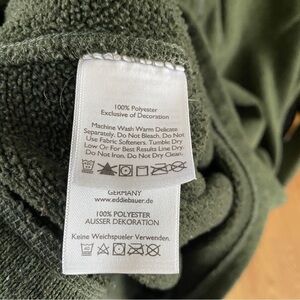 100% Polyester
Exclusive of Decoration
Machine Wash Warm Delicate
Separately. Do Not Bleach. Do Not
Use Fabric Softeners. Tumble Dry
Low Or For Best Results Line Dry.
Do Not Iron. Do Not Dry Clean.
GERMANY
www.eddiebauer.de
100% POLYESTER
AUSSER DEKORATION
Keine Weichspueler Verwenden.